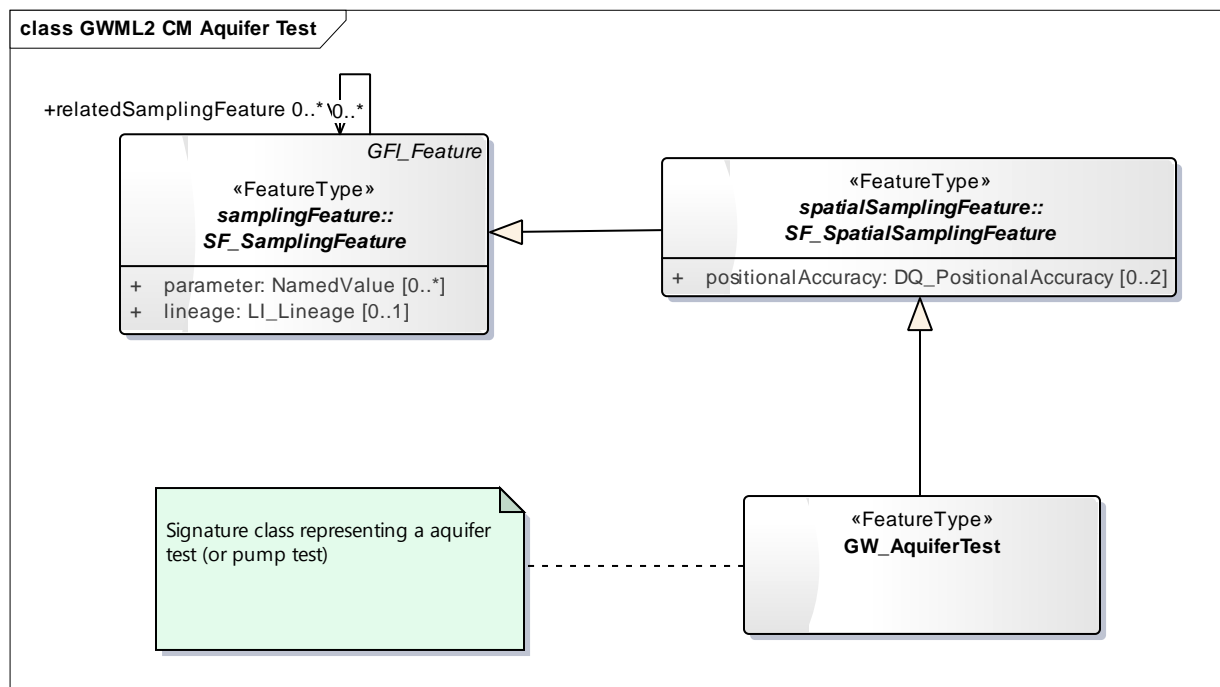 class GWML2 CM Aquifer Test
+relatedSamplingFeature 0..* 0..*
GFI_Feature
«FeatureType»
samplingFeature::
SF_SamplingFeature
+ parameter: NamedValue [0..*]
+ lineage: LI_Lineage [0..1]
«FeatureType»
spatialSamplingFeature::
SF_SpatialSamplingFeature
+ positionalAccuracy: DQ_PositionalAccuracy [0..2]
Signature class representing a aquifer
test (or pump test)
«FeatureType»
GW_AquiferTest